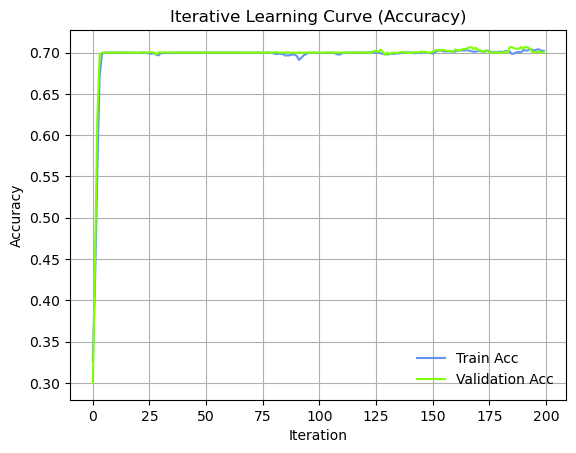 Iterative Learning Curve (Accuracy)
Accuracy
0.70
0.65
0.60
0.55
0.50
0.45
0.40
0.35
0.30
Train Acc
Validation Acc
0 25 50 75 100 125 150 175 200
Iteration